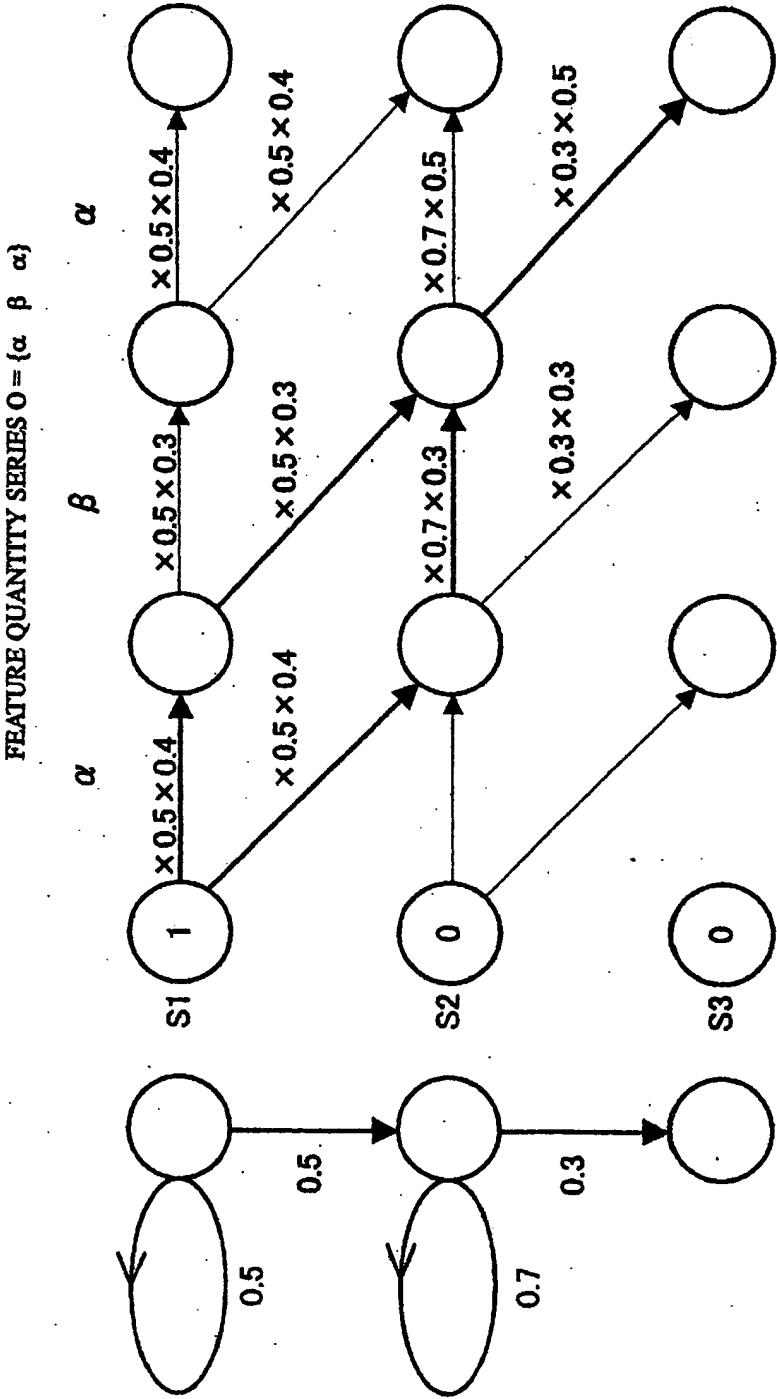 FEATURE QUANTITY SERIES O = {α β α}
α β α
×0.5×0.4 ×0.5×0.3 ×0.5×0.4
S1 1
0.5
×0.5×0.4 ×0.5×0.3 ×0.5×0.4
0.5
×0.7×0.3 ×0.7×0.5
S2 0
0.7
×0.3×0.3 ×0.3×0.5
0.3
S3 0